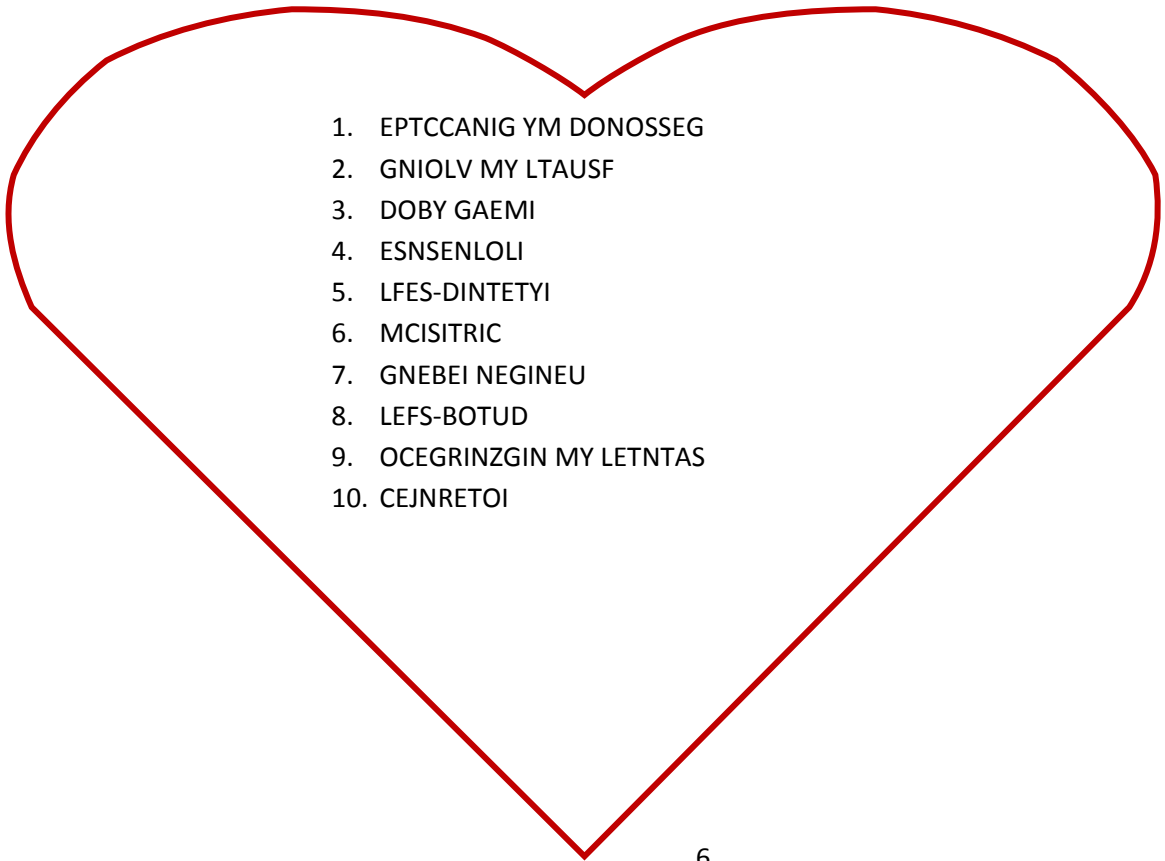 1. EPTCCANIG YM DONOSSEG
2. GNIOLV MY LTAUSF
3. DOBY GAEMI
4. ESNSENLOLI
5. LFES-DINTETYI
6. MCISITRIC
7. GNEBEI NEGINEU
8. LEFS-BOTUD
9. OCEGRINZGIN MY LETNTAS
10. CEJNRETOI
6